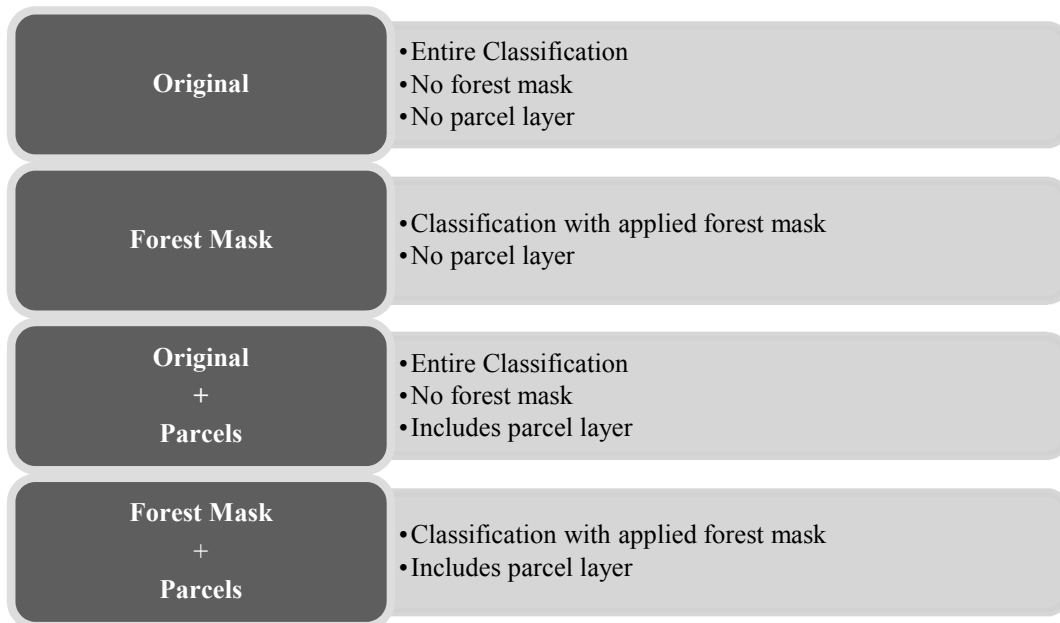 Original
•Entire Classification
•No forest mask
•No parcel layer
Forest Mask
•Classification with applied forest mask
•No parcel layer
Original
+
Parcels
•Entire Classification
•No forest mask
•Includes parcel layer
Forest Mask
+
Parcels
•Classification with applied forest mask
•Includes parcel layer